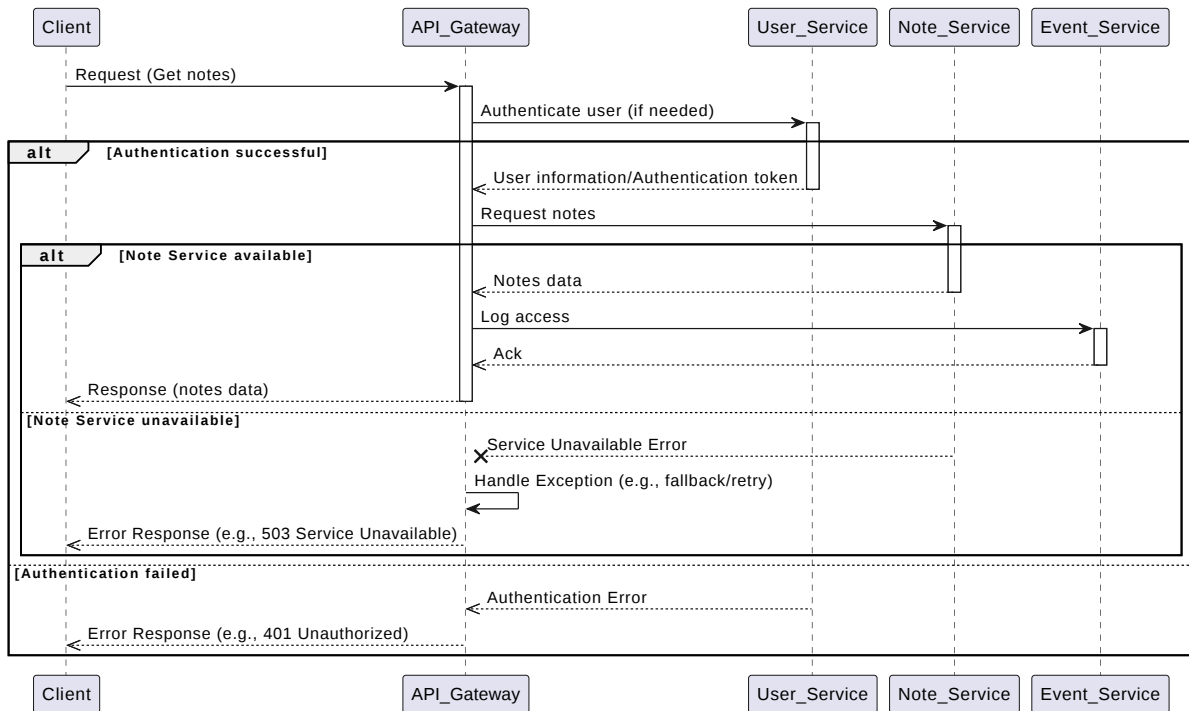 Client API_Gateway User_Service Note_Service Event_Service
Request (Get notes)
Authenticate user (if needed)
alt [Authentication successful]
User information/Authentication token
Request notes
alt [Note Service available]
Notes data
Log access
Ack
Response (notes data)
[Note Service unavailable]
Service Unavailable Error
Handle Exception (e.g., fallback/retry)
Error Response (e.g., 503 Service Unavailable)
[Authentication failed]
Authentication Error
Error Response (e.g., 401 Unauthorized)
Client API_Gateway User_Service Note_Service Event_Service